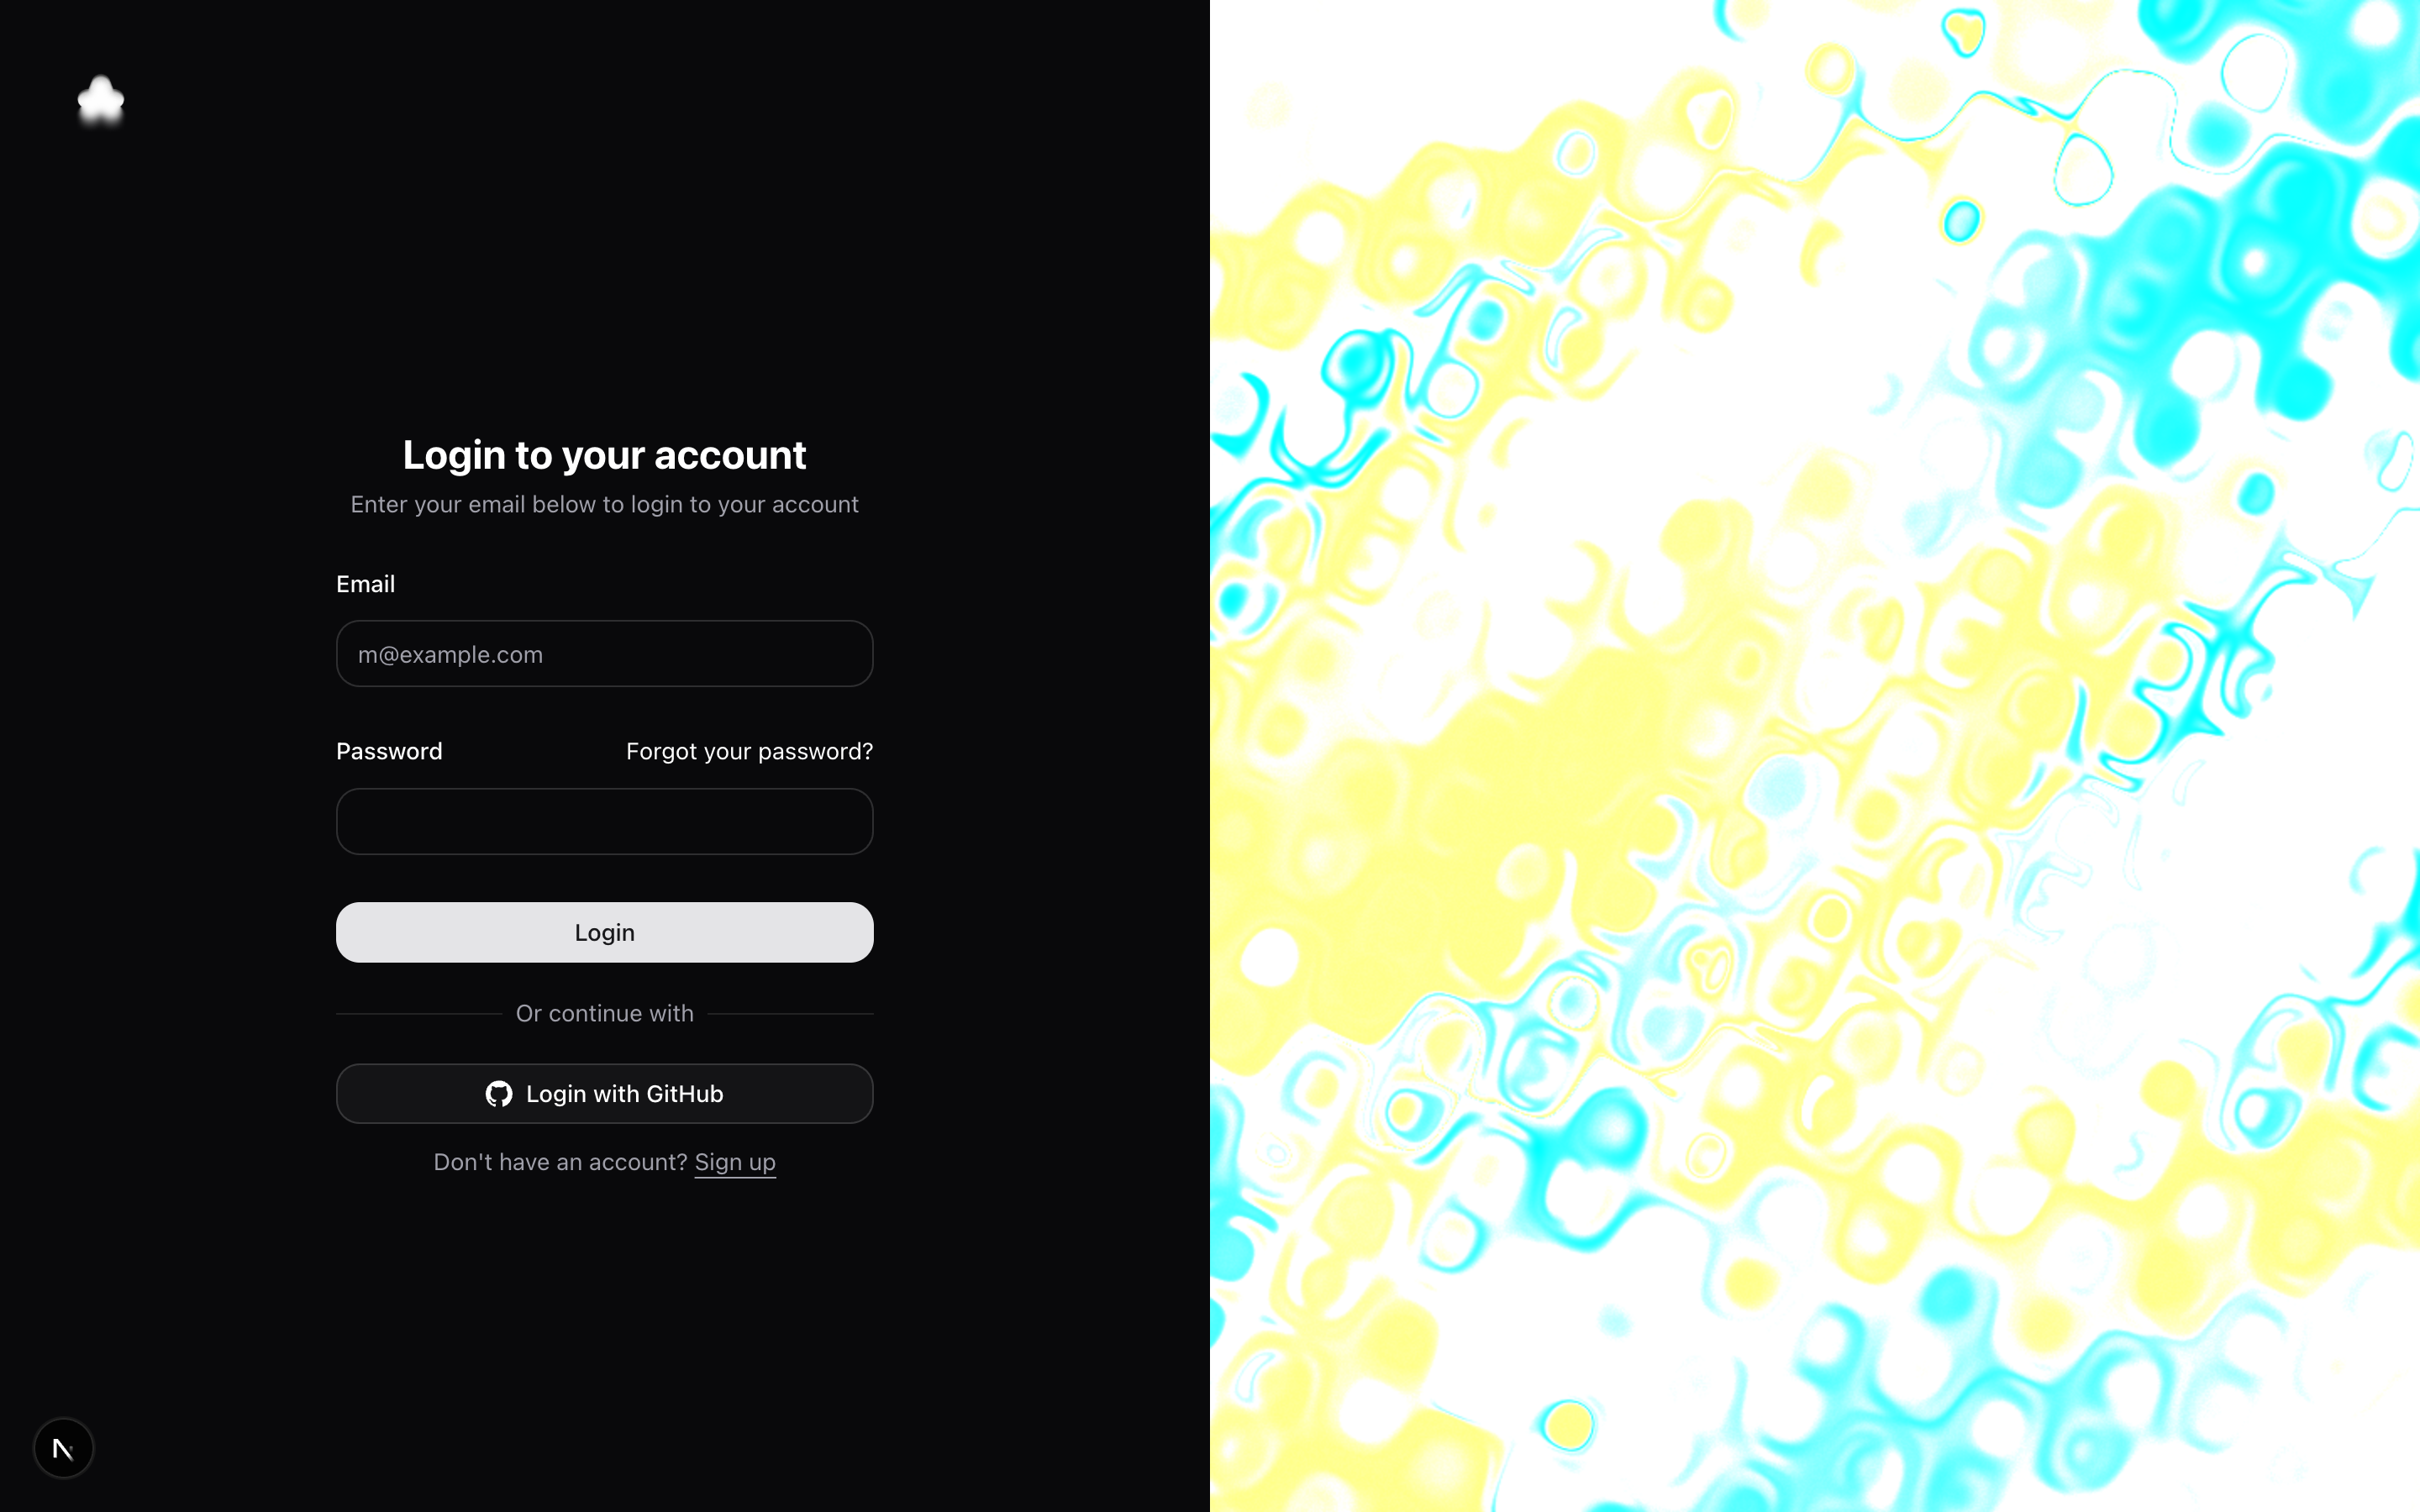 Login to your account
Enter your email below to login to your account
Email
m@example.com
Password
Forgot your password?
Login
Or continue with
Login with GitHub
Don't have an account? Sign up
N